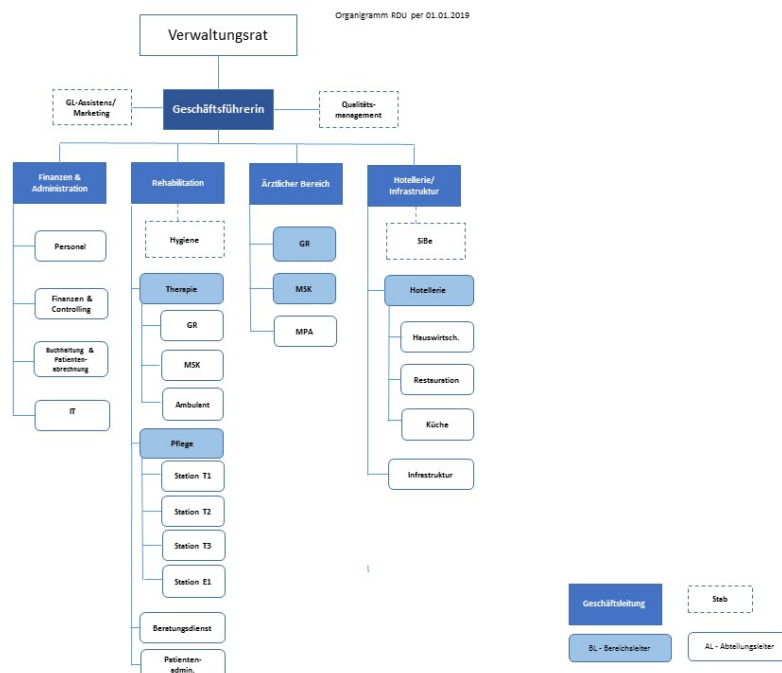 Organigramm RDU per 01.01.2019
Verwaltungsrat
GL-Assistenz/
Marketing
Geschäftsführerin
Qualitäts-
management
Finanzen &
Administration
Rehabilitation
Ärztlicher Bereich
Hotellerie/
Infrastruktur
Personal
Finanzen &
Controlling
Buchhaltung &
Patienten-
abrechnung
IT
Hygiene
Therapie
GR
MSK
Ambulant
Pflege
Station T1
Station T2
Station T3
Station E1
Beratungsdienst
Patienten-
admin.
GR
MSK
MPA
SiBe
Hotellerie
Hauswirtsch.
Restauration
Küche
Infrastruktur
Geschäftsleitung
Stab
BL - Bereichsleiter
AL - Abteilungsleiter